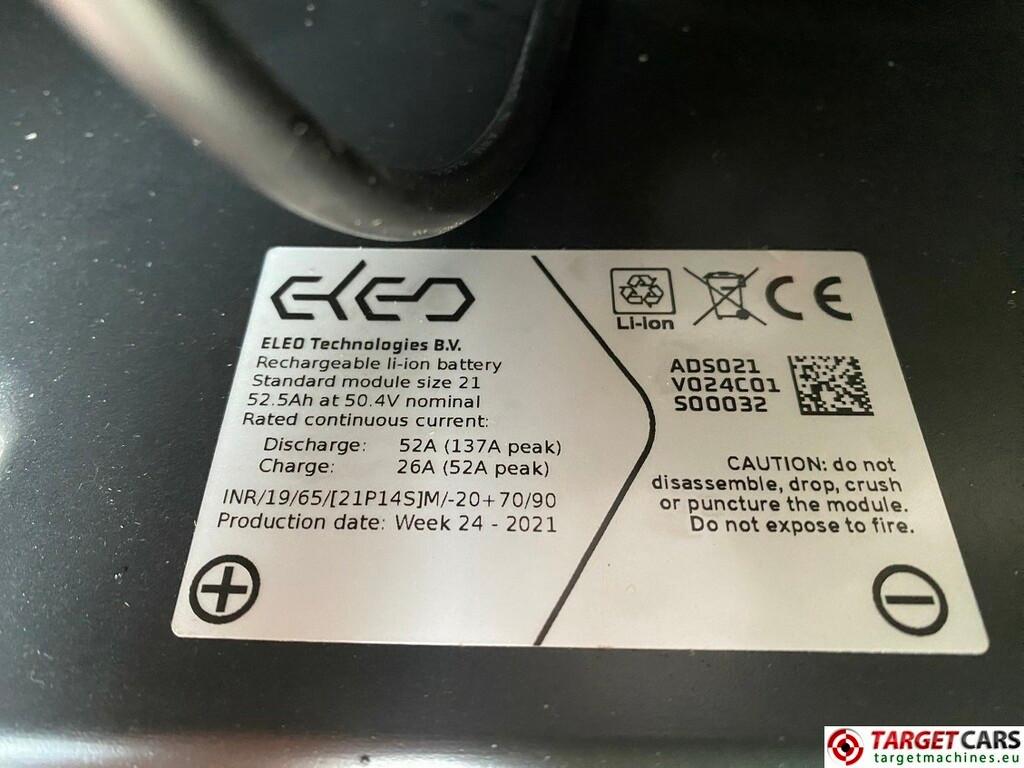 ELEO
ELEO Technologies B.V.
Rechargeable li-ion battery
Standard module size 21
52.5Ah at 50.4V nominal
Rated continuous current:
Discharge: 52A (137A peak)
Charge: 26A (52A peak)
INR/19/65/[21P14S]M/-20+70/90
Production date: Week 24 - 2021
Li-ion
CE
ADS021
V024C01
S00032
CAUTION: do not
disassemble, drop, crush
or puncture the module.
Do not expose to fire.
TARGET CARS
targetmachines.eu